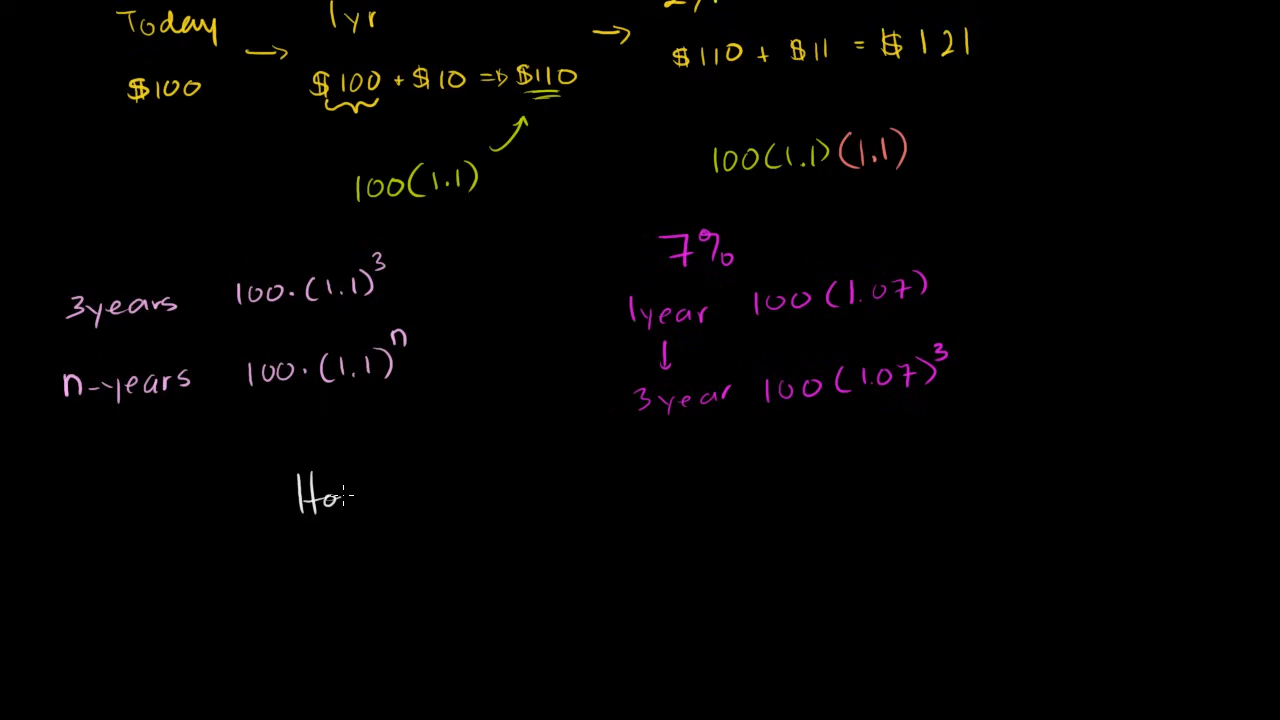 Today 1yr
$100 → $100 + $10 => $110 → $110 + $11 = $121
100(1.1) 100(1.1)(1.1)
7%
3years 100·(1.1)^3 1year 100(1.07)
n-years 100·(1.1)^n 3year 100(1.07)^3
Ho